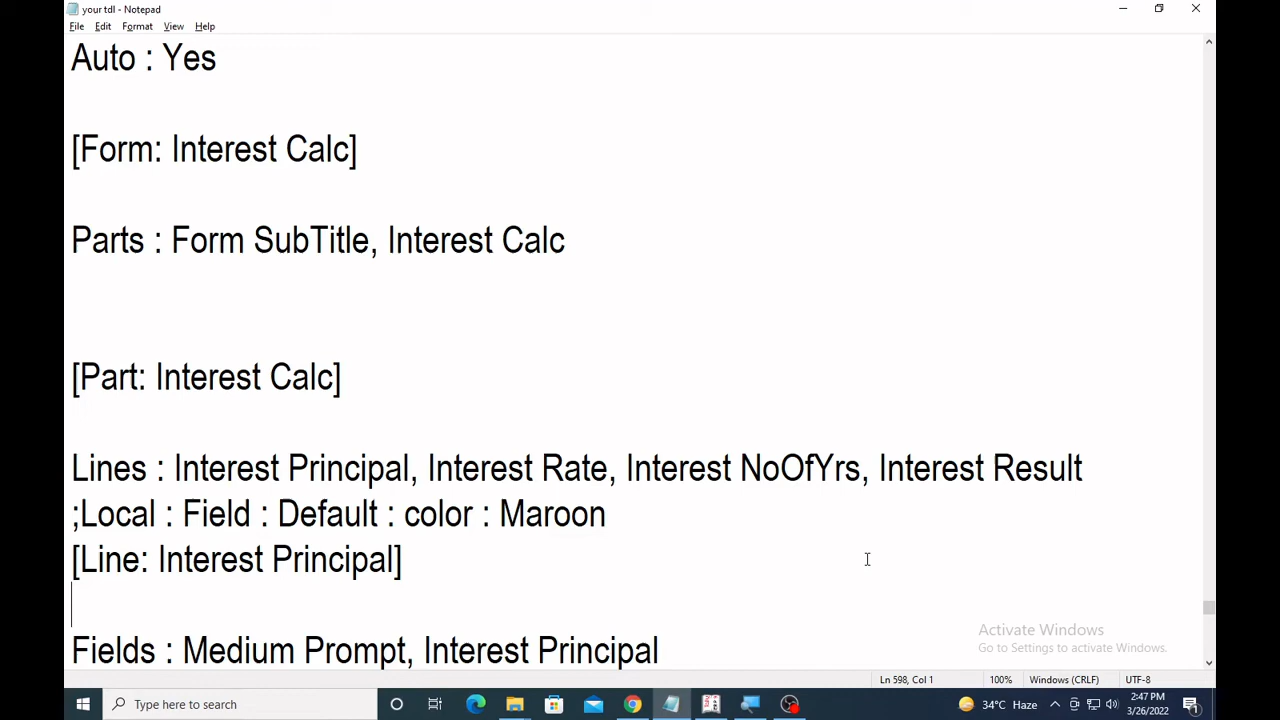 your tdl - Notepad
File Edit Format View Help
Auto : Yes
[Form: Interest Calc]
Parts : Form SubTitle, Interest Calc
[Part: Interest Calc]
Lines : Interest Principal, Interest Rate, Interest NoOfYrs, Interest Result
;Local : Field : Default : color : Maroon
[Line: Interest Principal]
Fields : Medium Prompt, Interest Principal
Activate Windows
Go to Settings to activate Windows.
Ln 598, Col 1 100% Windows (CRLF) UTF-8
Type here to search
34°C Haze
2:47 PM
3/26/2022
1